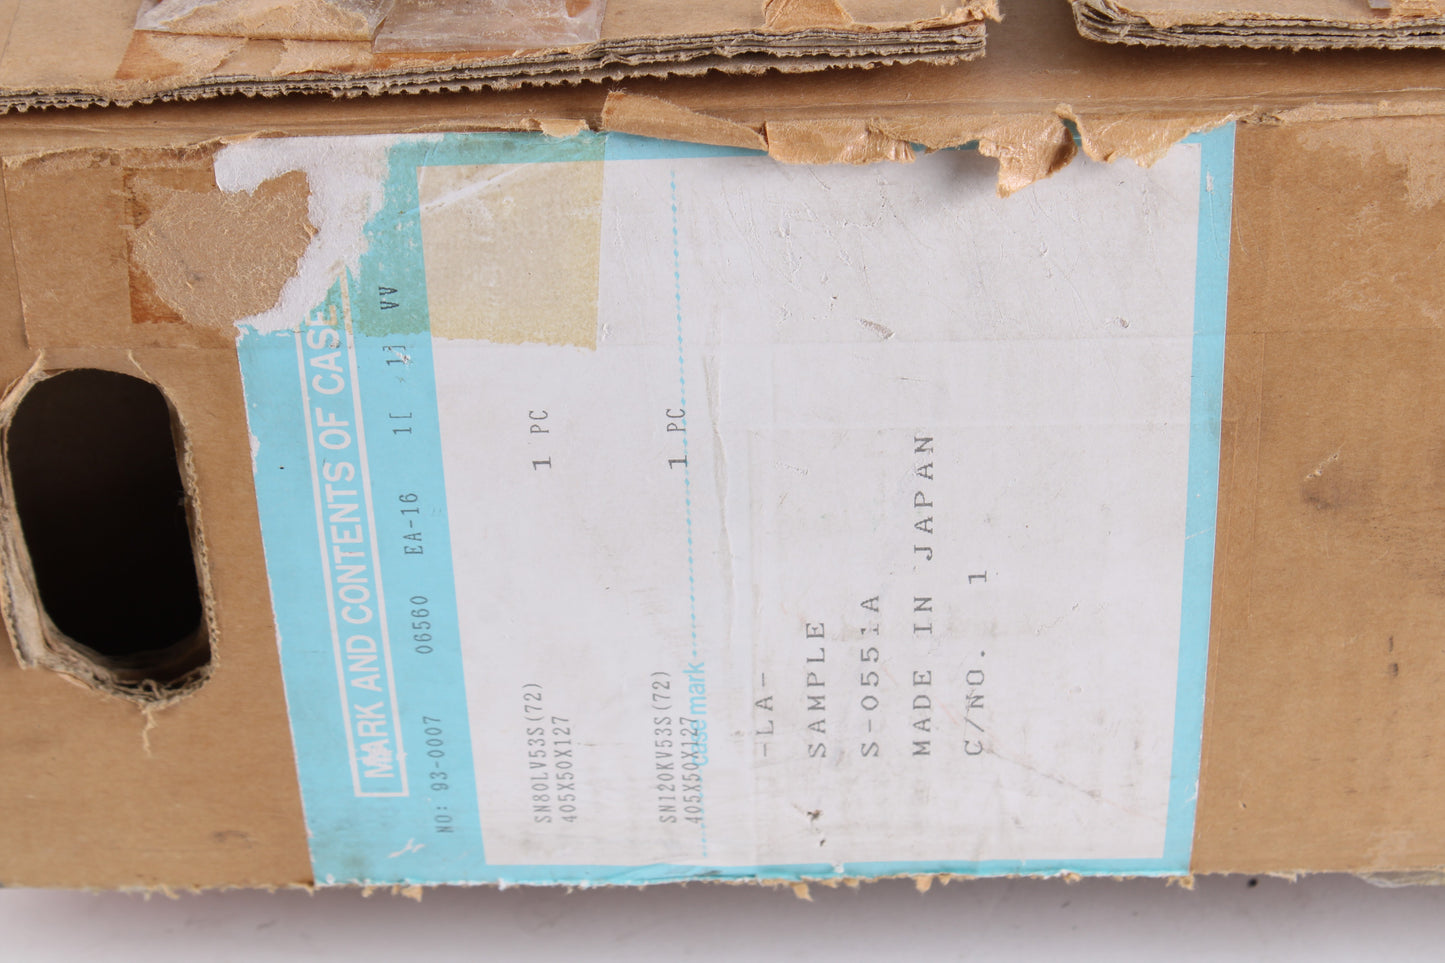 MARK AND CONTENTS OF CASE
NO: 93-0007 06560 EA-16
SN80LV53S(72) 1 PC
405X50X127
SN120KV53S(72) 1 PC
405X50X127
case mark
-LA-
SAMPLE
S-0551A
MADE IN JAPAN
C/NO. 1